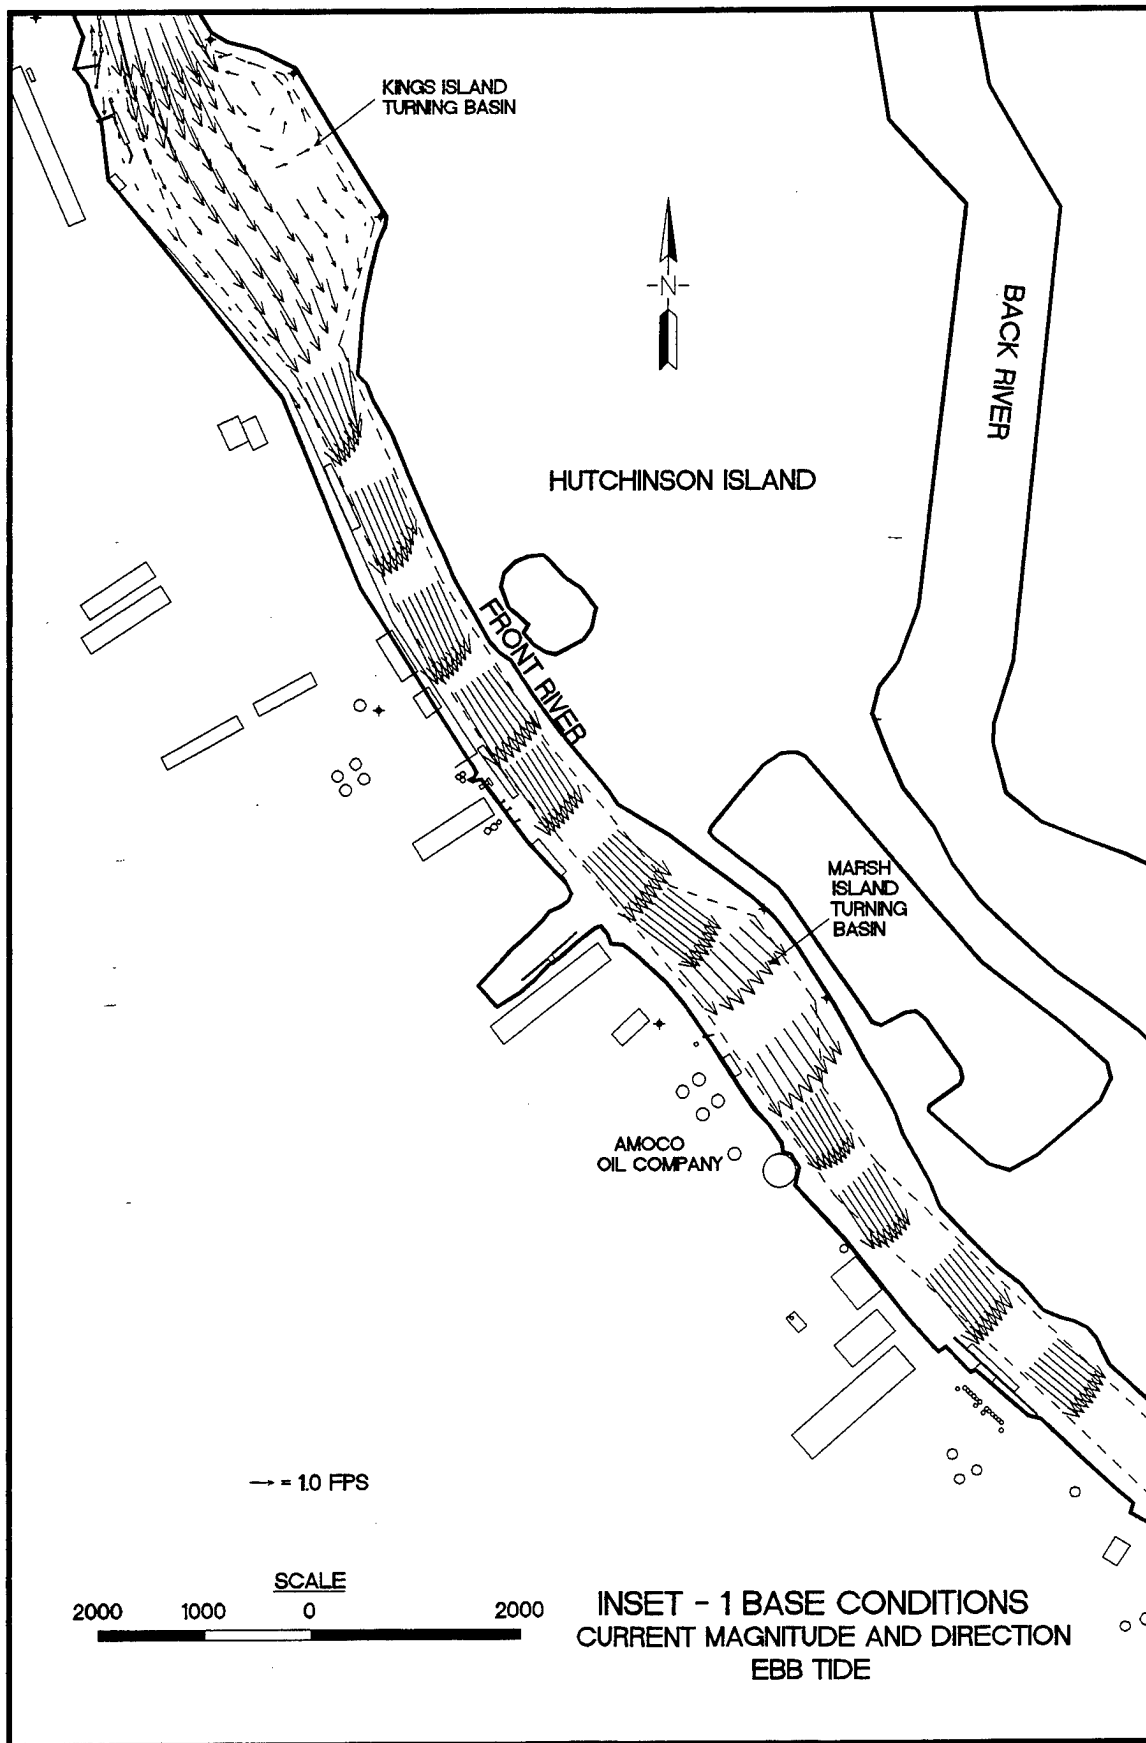 KINGS ISLAND
TURNING BASIN
-N-
BACK RIVER
HUTCHINSON ISLAND
FRONT RIVER
MARSH
ISLAND
TURNING
BASIN
AMOCO
OIL COMPANY
= 1.0 FPS
SCALE
2000 1000 0 2000
INSET - 1 BASE CONDITIONS
CURRENT MAGNITUDE AND DIRECTION
EBB TIDE